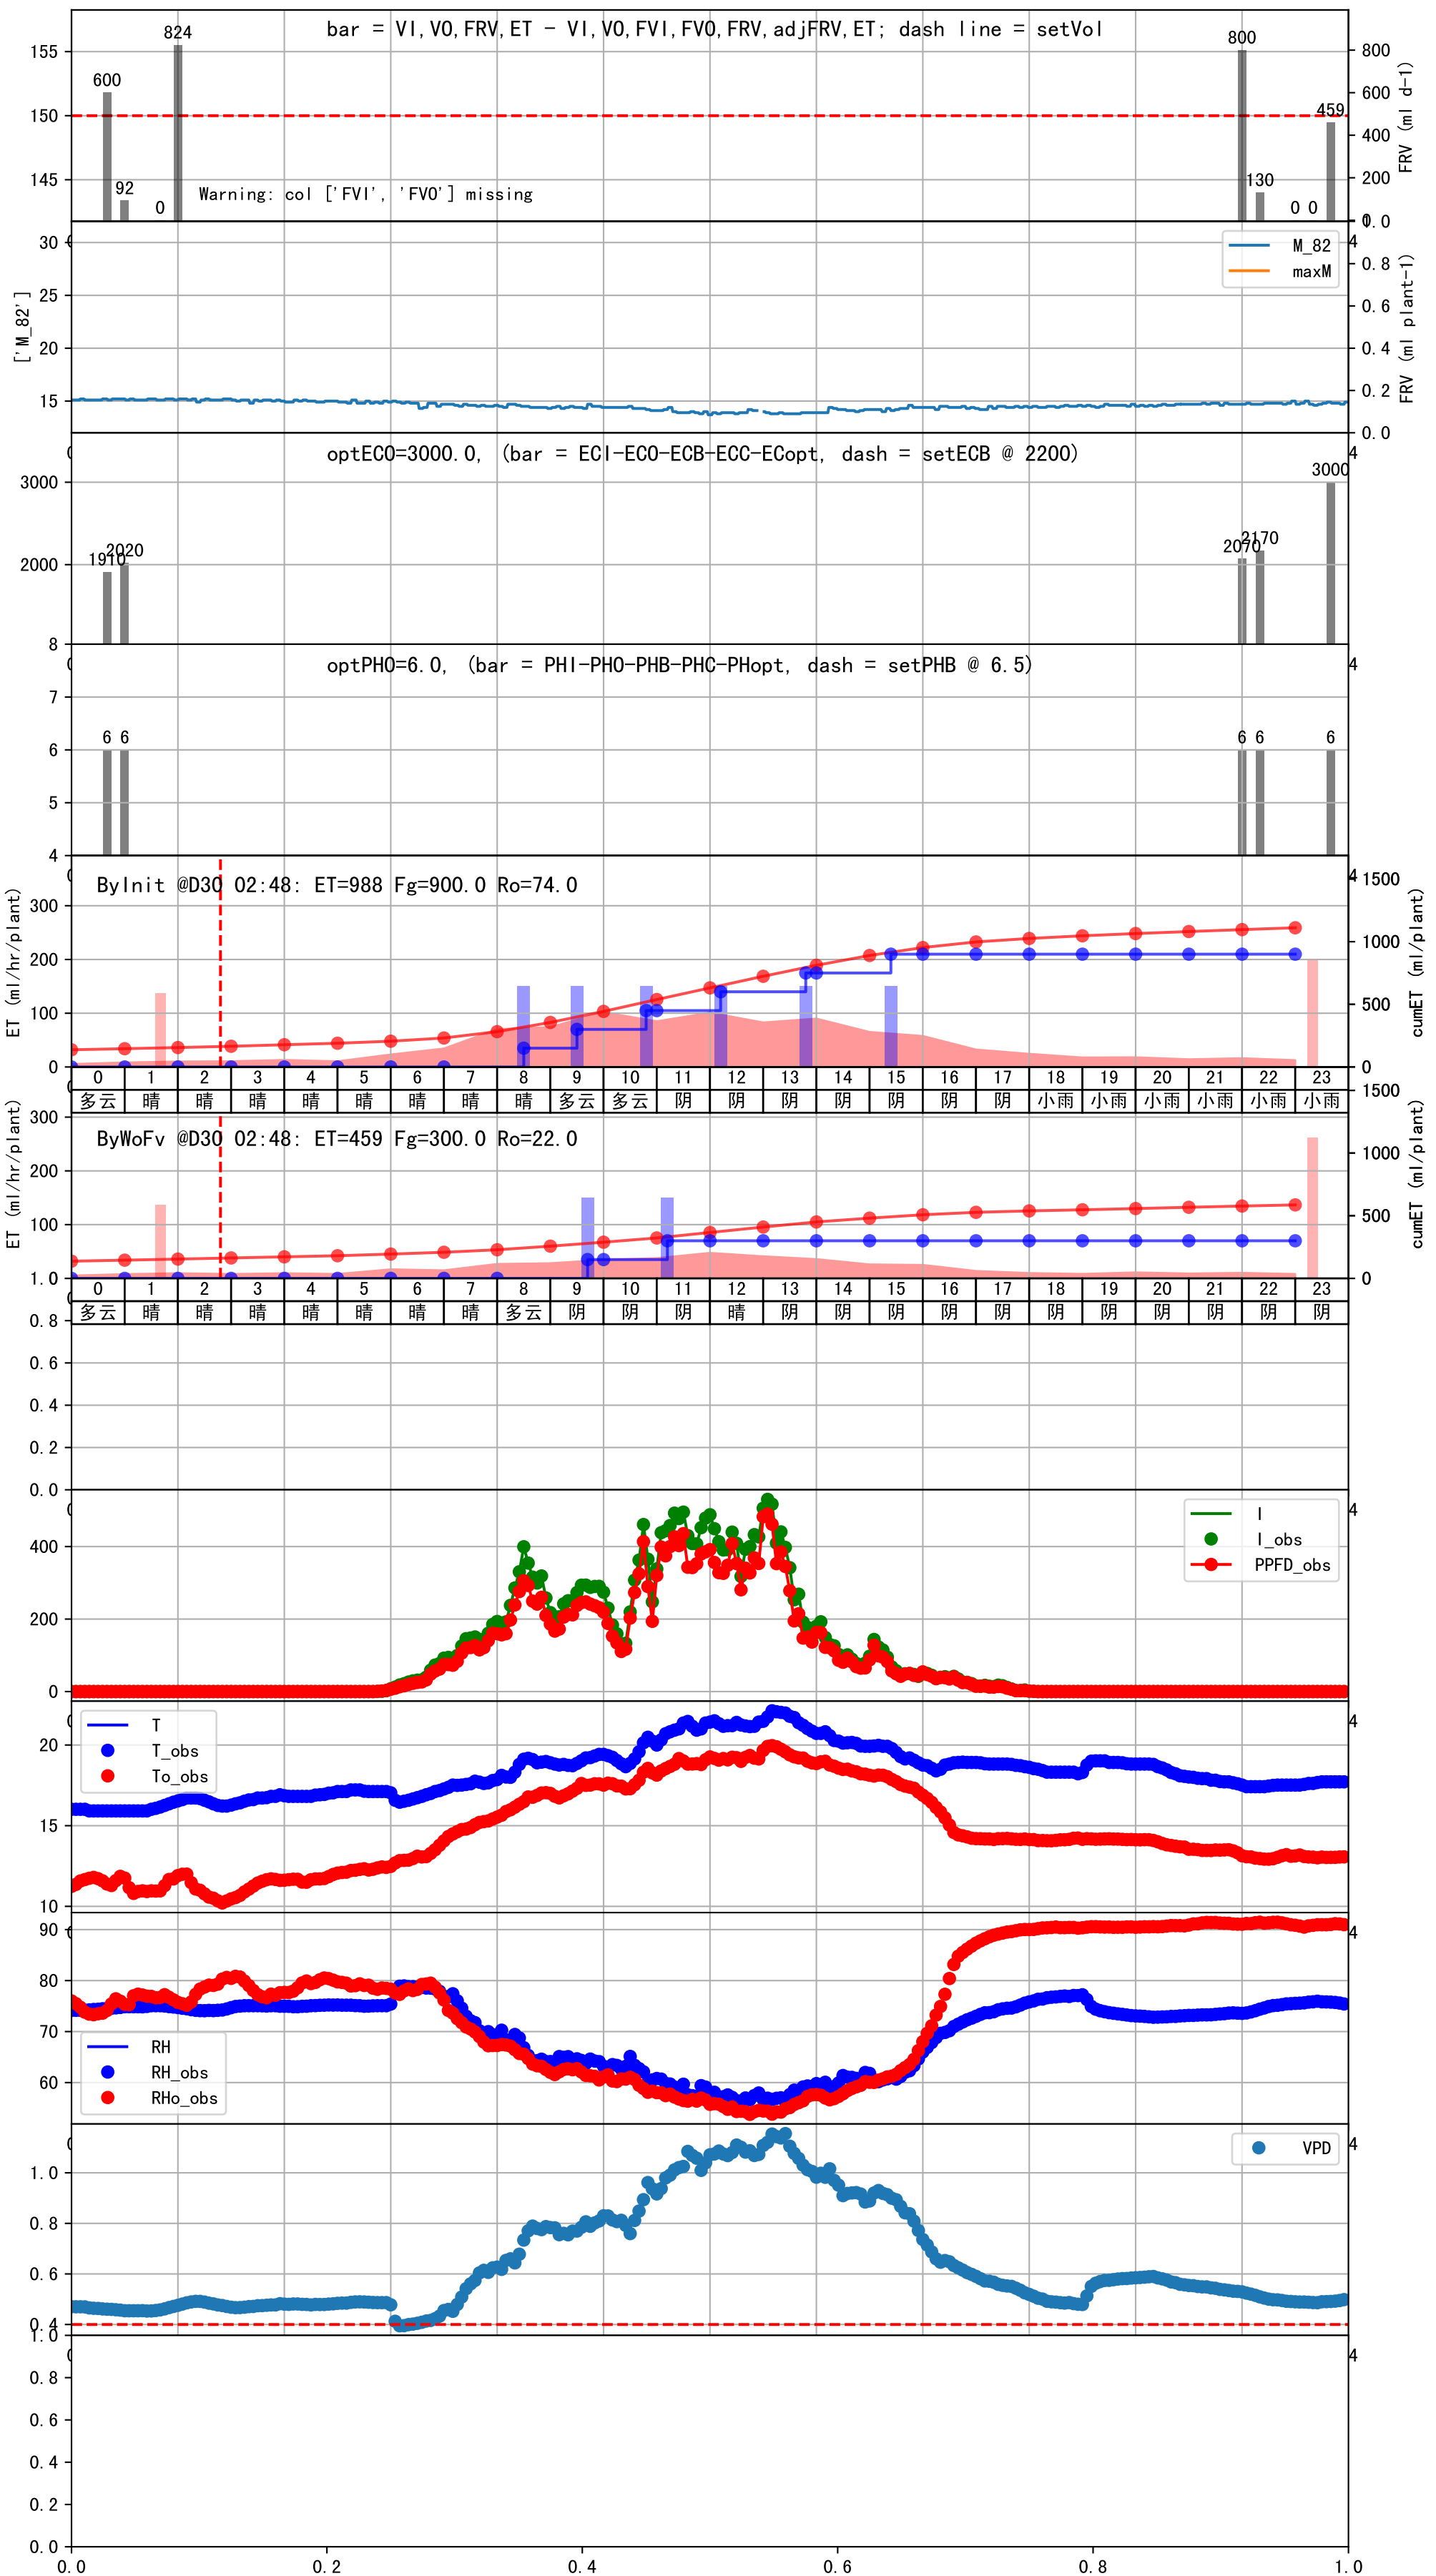 bar = VI,VO,FRV,ET - VI,VO,FVI,FVO,FRV,adjFRV,ET; dash line = setVol
824
800
600
459
92
130
0
0 0
Warning: col ['FVI', 'FVO'] missing
155
150
145
800
600
400
200
FRV (ml d-1)
M_82
maxM
30
25
20
15
['M_82']
1.0
0.8
0.6
0.4
0.2
0.0
FRV (ml plant-1)
optECO=3000.0, (bar = ECI-ECO-ECB-ECC-ECopt, dash = setECB @ 2200)
3000
2000
1910
2020
2070
2170
3000
optPHO=6.0, (bar = PHI-PHO-PHB-PHC-PHopt, dash = setPHB @ 6.5)
8
7
6
5
4
6 6
6 6
6
ByInit @D30 02:48: ET=988 Fg=900.0 Ro=74.0
ET (ml/hr/plant)
300
200
100
0
1500
1000
500
0
cumET (ml/plant)
0 1 2 3 4 5 6 7 8 9 10 11 12 13 14 15 16 17 18 19 20 21 22 23
多云 晴 晴 晴 晴 晴 晴 晴 晴 多云 多云 阴 阴 阴 阴 阴 阴 阴 小雨 小雨 小雨 小雨 小雨 小雨
ByWoFv @D30 02:48: ET=459 Fg=300.0 Ro=22.0
ET (ml/hr/plant)
300
200
100
1500
1000
500
0
cumET (ml/plant)
0 1 2 3 4 5 6 7 8 9 10 11 12 13 14 15 16 17 18 19 20 21 22 23
多云 晴 晴 晴 晴 晴 晴 晴 多云 阴 阴 阴 晴 阴 阴 阴 阴 阴 阴 阴 阴 阴 阴 阴
1.0
0.8
0.6
0.4
0.2
0.0
I
I_obs
PPFD_obs
400
200
0
T
T_obs
To_obs
20
15
10
RH
RH_obs
RHo_obs
90
80
70
60
VPD
1.0
0.8
0.6
0.4
1.0
0.8
0.6
0.4
0.2
0.0
0.0 0.2 0.4 0.6 0.8 1.0